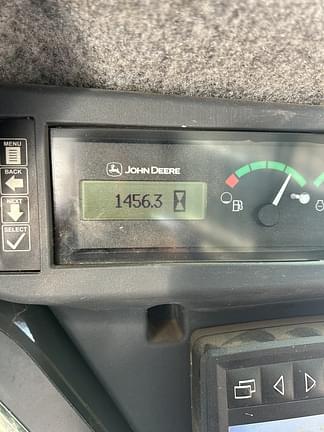 MENU
BACK
NEXT
SELECT
JOHN DEERE
1456.3